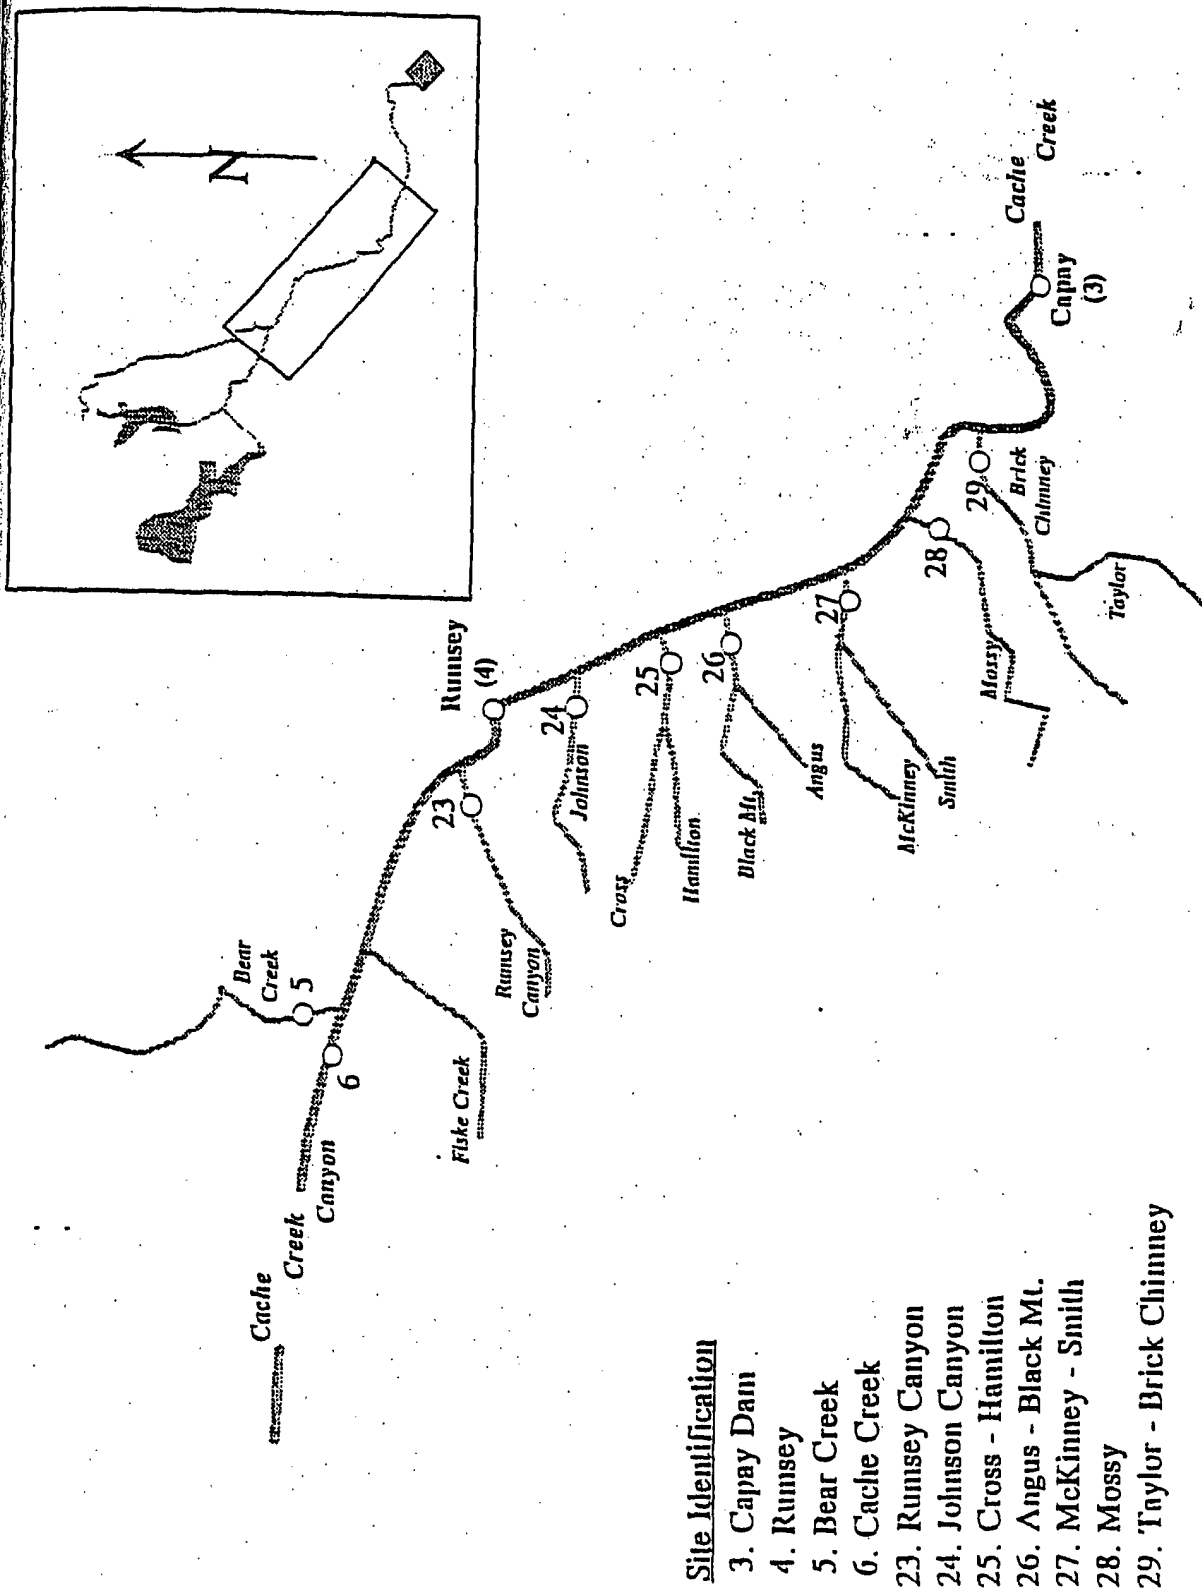 N
Cache
Creek
Canyon
6
Bear
Creek
5
Fiske Creek
Rumsey
Canyon
23
Rumsey
(4)
24
Johnson
25
Cross
Hamilton
26
Black Mt.
Angus
27
McKinney
Smith
28
Mossy
29
Brick
Chimney
Taylor
Capay
(3)
Cache
Creek
Site Identification
3. Capay Dam
4. Rumsey
5. Bear Creek
6. Cache Creek
23. Rumsey Canyon
24. Johnson Canyon
25. Cross - Hamilton
26. Angus - Black Mt.
27. McKinney - Smith
28. Mossy
29. Taylor - Brick Chimney